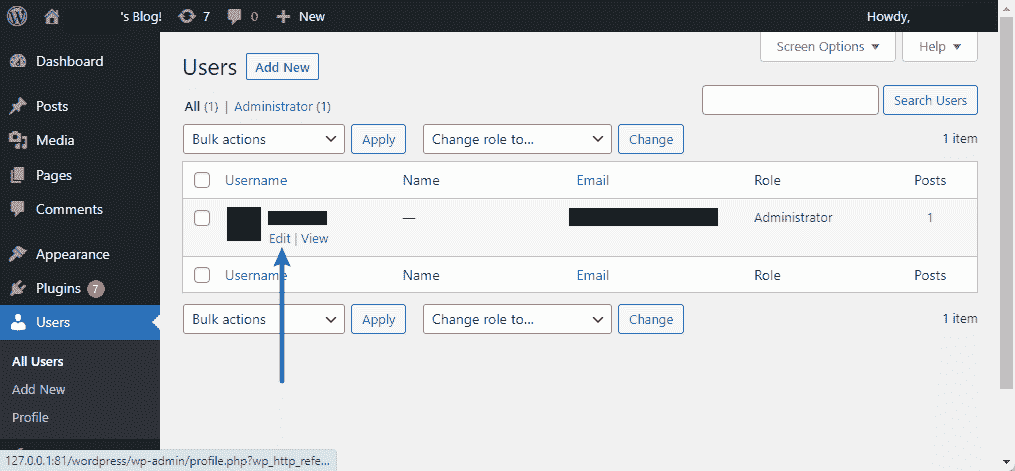 's Blog! 7 0 New Howdy,
Screen Options Help
Dashboard
Users Add New
Posts
All (1) | Administrator (1)
Search Users
Media
Bulk actions Apply Change role to... Change 1 item
Pages
Username Name Email Role Posts
Comments
— Administrator 1
Edit | View
Appearance
Username Name Email Role Posts
Plugins 7
Users
Bulk actions Apply Change role to... Change 1 item
All Users
Add New
Profile
127.0.0.1:81/wordpress/wp-admin/profile.php?wp_http_refe...